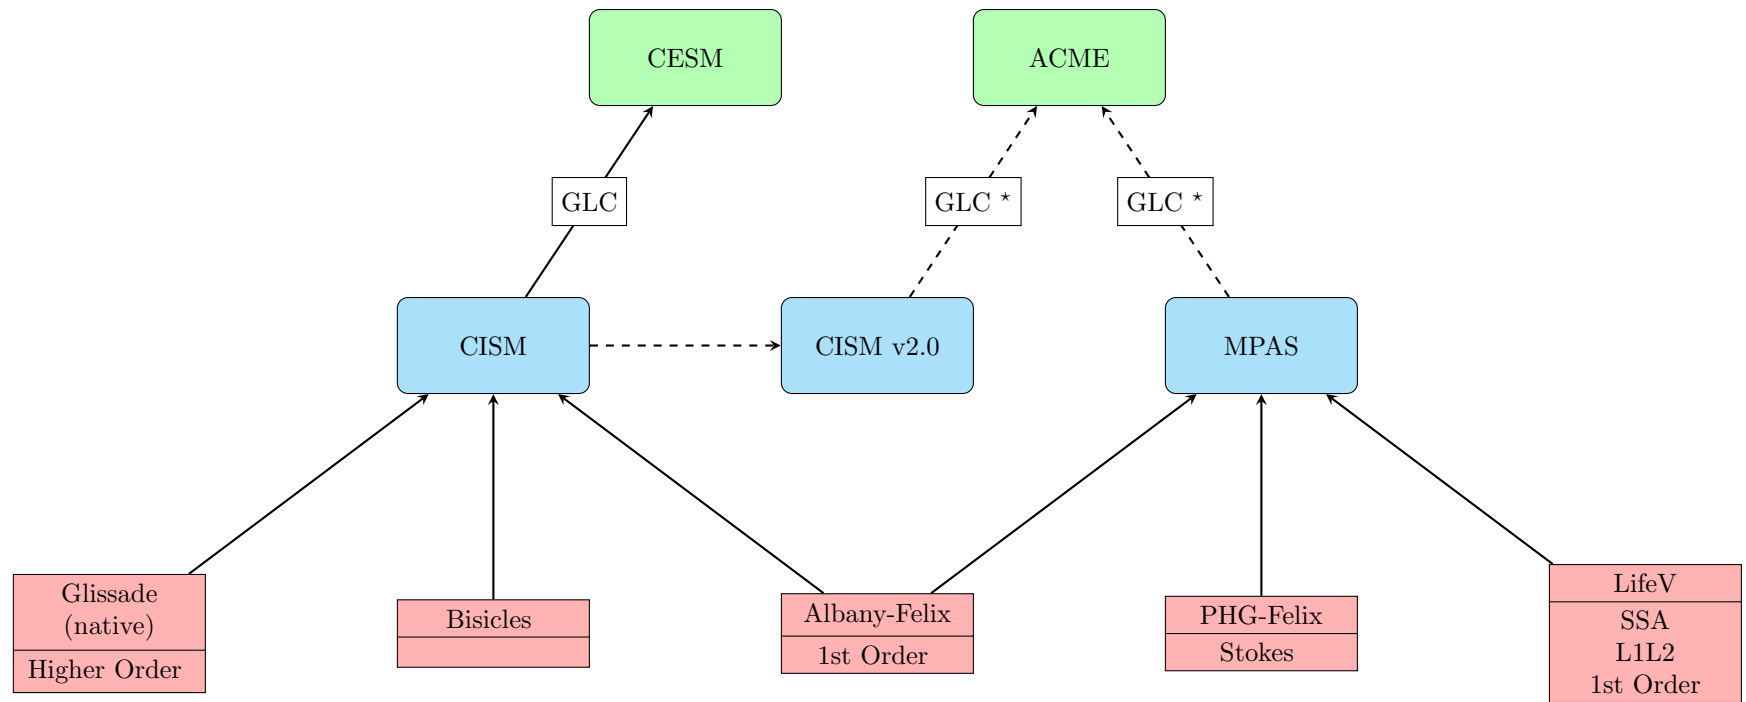 CESM
ACME
GLC
GLC ⋆
GLC ⋆
CISM
CISM v2.0
MPAS
Glissade
(native)
Higher Order
Bisicles
Albany-Felix
1st Order
PHG-Felix
Stokes
LifeV
SSA
L1L2
1st Order